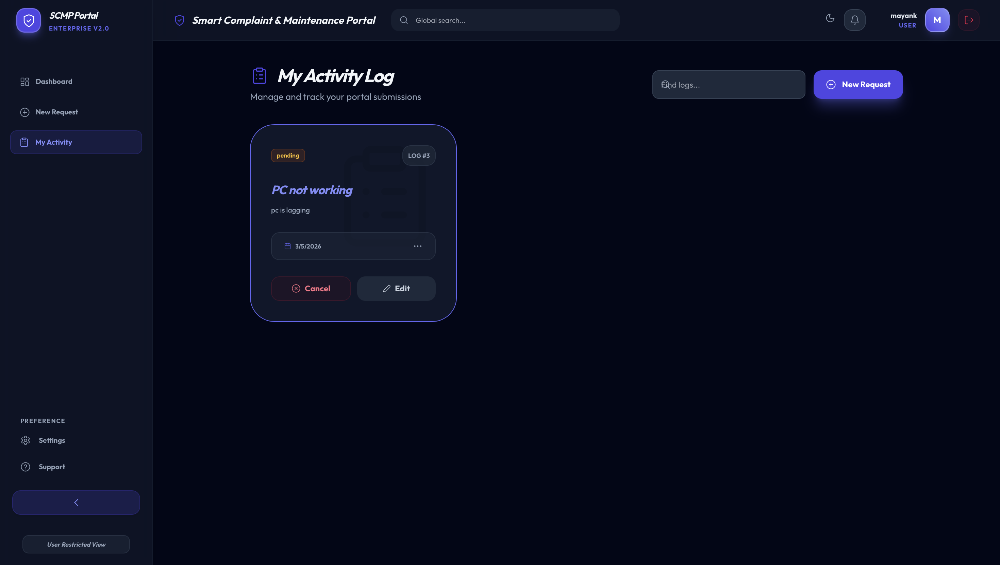 SCMP Portal
ENTERPRISE V2.0
Smart Complaint & Maintenance Portal
Global search...
mayank
USER
M
Dashboard
New Request
My Activity
PREFERENCE
Settings
Support
User Restricted View
My Activity Log
Manage and track your portal submissions
Find logs...
New Request
pending
LOG #3
PC not working
pc is lagging
3/5/2026
Cancel
Edit